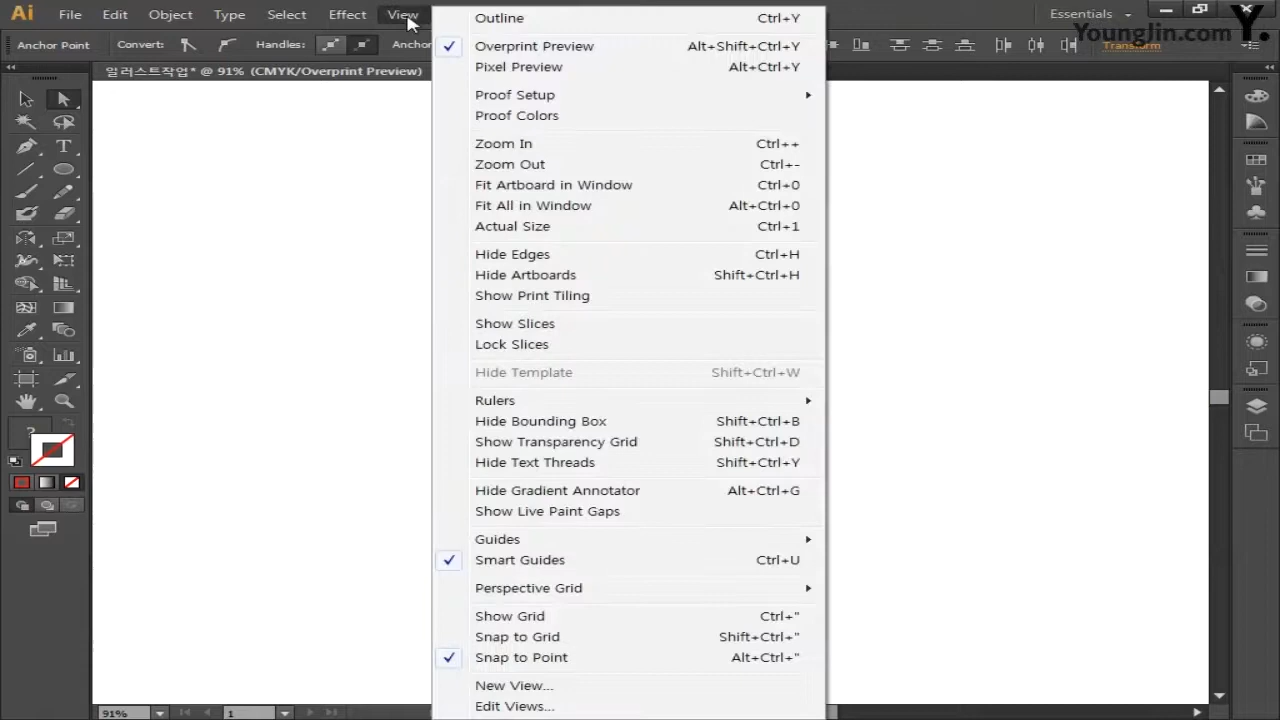 Ai File Edit Object Type Select Effect View Essentials
YoungJin.com Y.
Anchor Point Convert: Handles: Anchor Transform
일러스트작업* @ 91% (CMYK/Overprint Preview)
Outline Ctrl+Y
Overprint Preview Alt+Shift+Ctrl+Y
Pixel Preview Alt+Ctrl+Y
Proof Setup
Proof Colors
Zoom In Ctrl++
Zoom Out Ctrl+-
Fit Artboard in Window Ctrl+0
Fit All in Window Alt+Ctrl+0
Actual Size Ctrl+1
Hide Edges Ctrl+H
Hide Artboards Shift+Ctrl+H
Show Print Tiling
Show Slices
Lock Slices
Hide Template Shift+Ctrl+W
Rulers
Hide Bounding Box Shift+Ctrl+B
Show Transparency Grid Shift+Ctrl+D
Hide Text Threads Shift+Ctrl+Y
Hide Gradient Annotator Alt+Ctrl+G
Show Live Paint Gaps
Guides
Smart Guides Ctrl+U
Perspective Grid
Show Grid Ctrl+"
Snap to Grid Shift+Ctrl+"
Snap to Point Alt+Ctrl+"
New View...
Edit Views...
?
91% 1